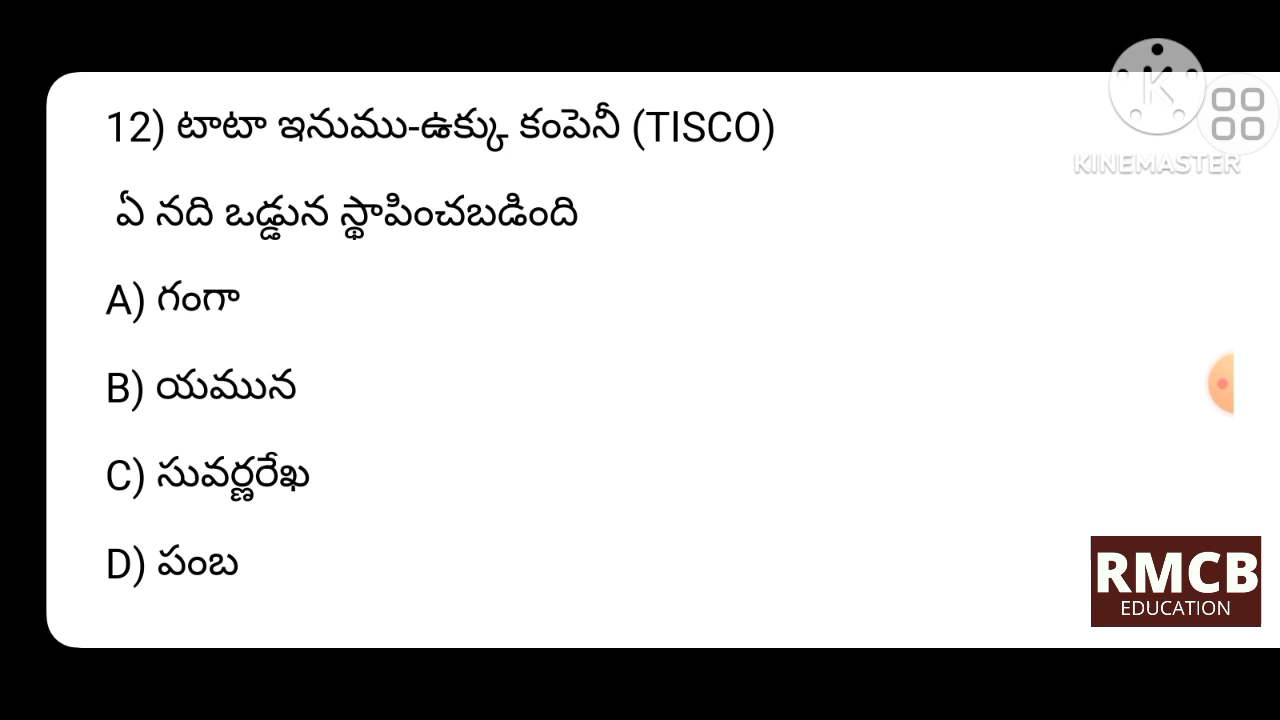 12) టాటా ఇనుము-ఉక్కు కంపెనీ (TISCO)
ఏ నది ఒడ్డున స్థాపించబడింది
A) గంగా
B) యమున
C) సువర్ణరేఖ
D) పంబ
K
KINEMASTER
RMCB
EDUCATION